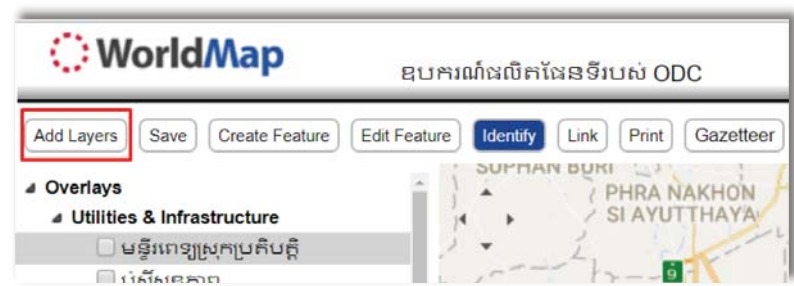 WorldMap
ឧបករណ៍ផលិតផែនទីរបស់ ODC
Add Layers Save Create Feature Edit Feature Identify Link Print Gazetteer
Overlays
Utilities & Infrastructure
មន្ទីរពេទ្យស្រុកប្រតិបត្តិ
SUPHAN BURI
PHRA NAKHON
SI AYUTTHAYA
9